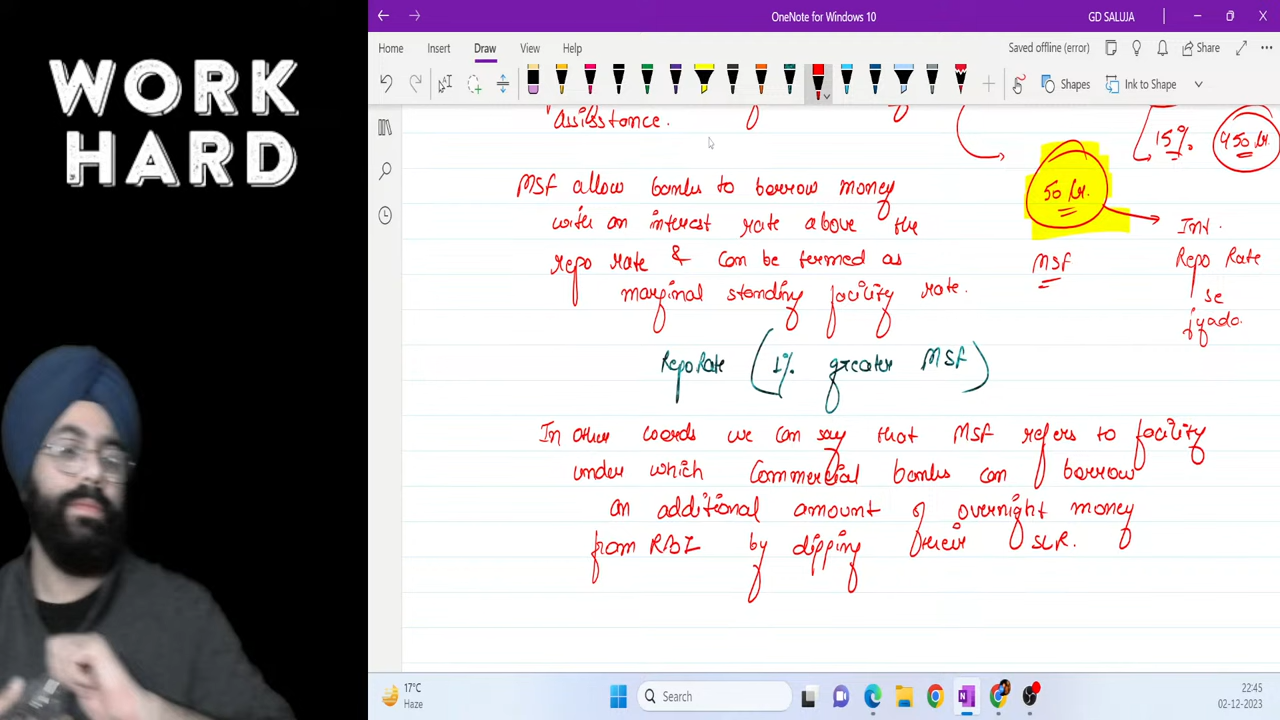 WORK
HARD
OneNote for Windows 10
GD SALUJA
Home Insert Draw View Help
Saved offline (error)
Share
Shapes
Ink to Shape
Assisstance.
15%
450 Cr.
MSF allow banks to borrow money
with an interest rate above the
repo rate & can be termed as
marginal standing facility rate.
50 Cr.
MSF
Int.
Repo Rate
se
jyada.
Repo Rate (1% greater MSF)
In other words we can say that MSF refers to facility
under which Commercial banks can borrow
an additional amount of overnight money
from RBI by dipping their SLR.
17°C
Haze
Search
22:45
02-12-2023